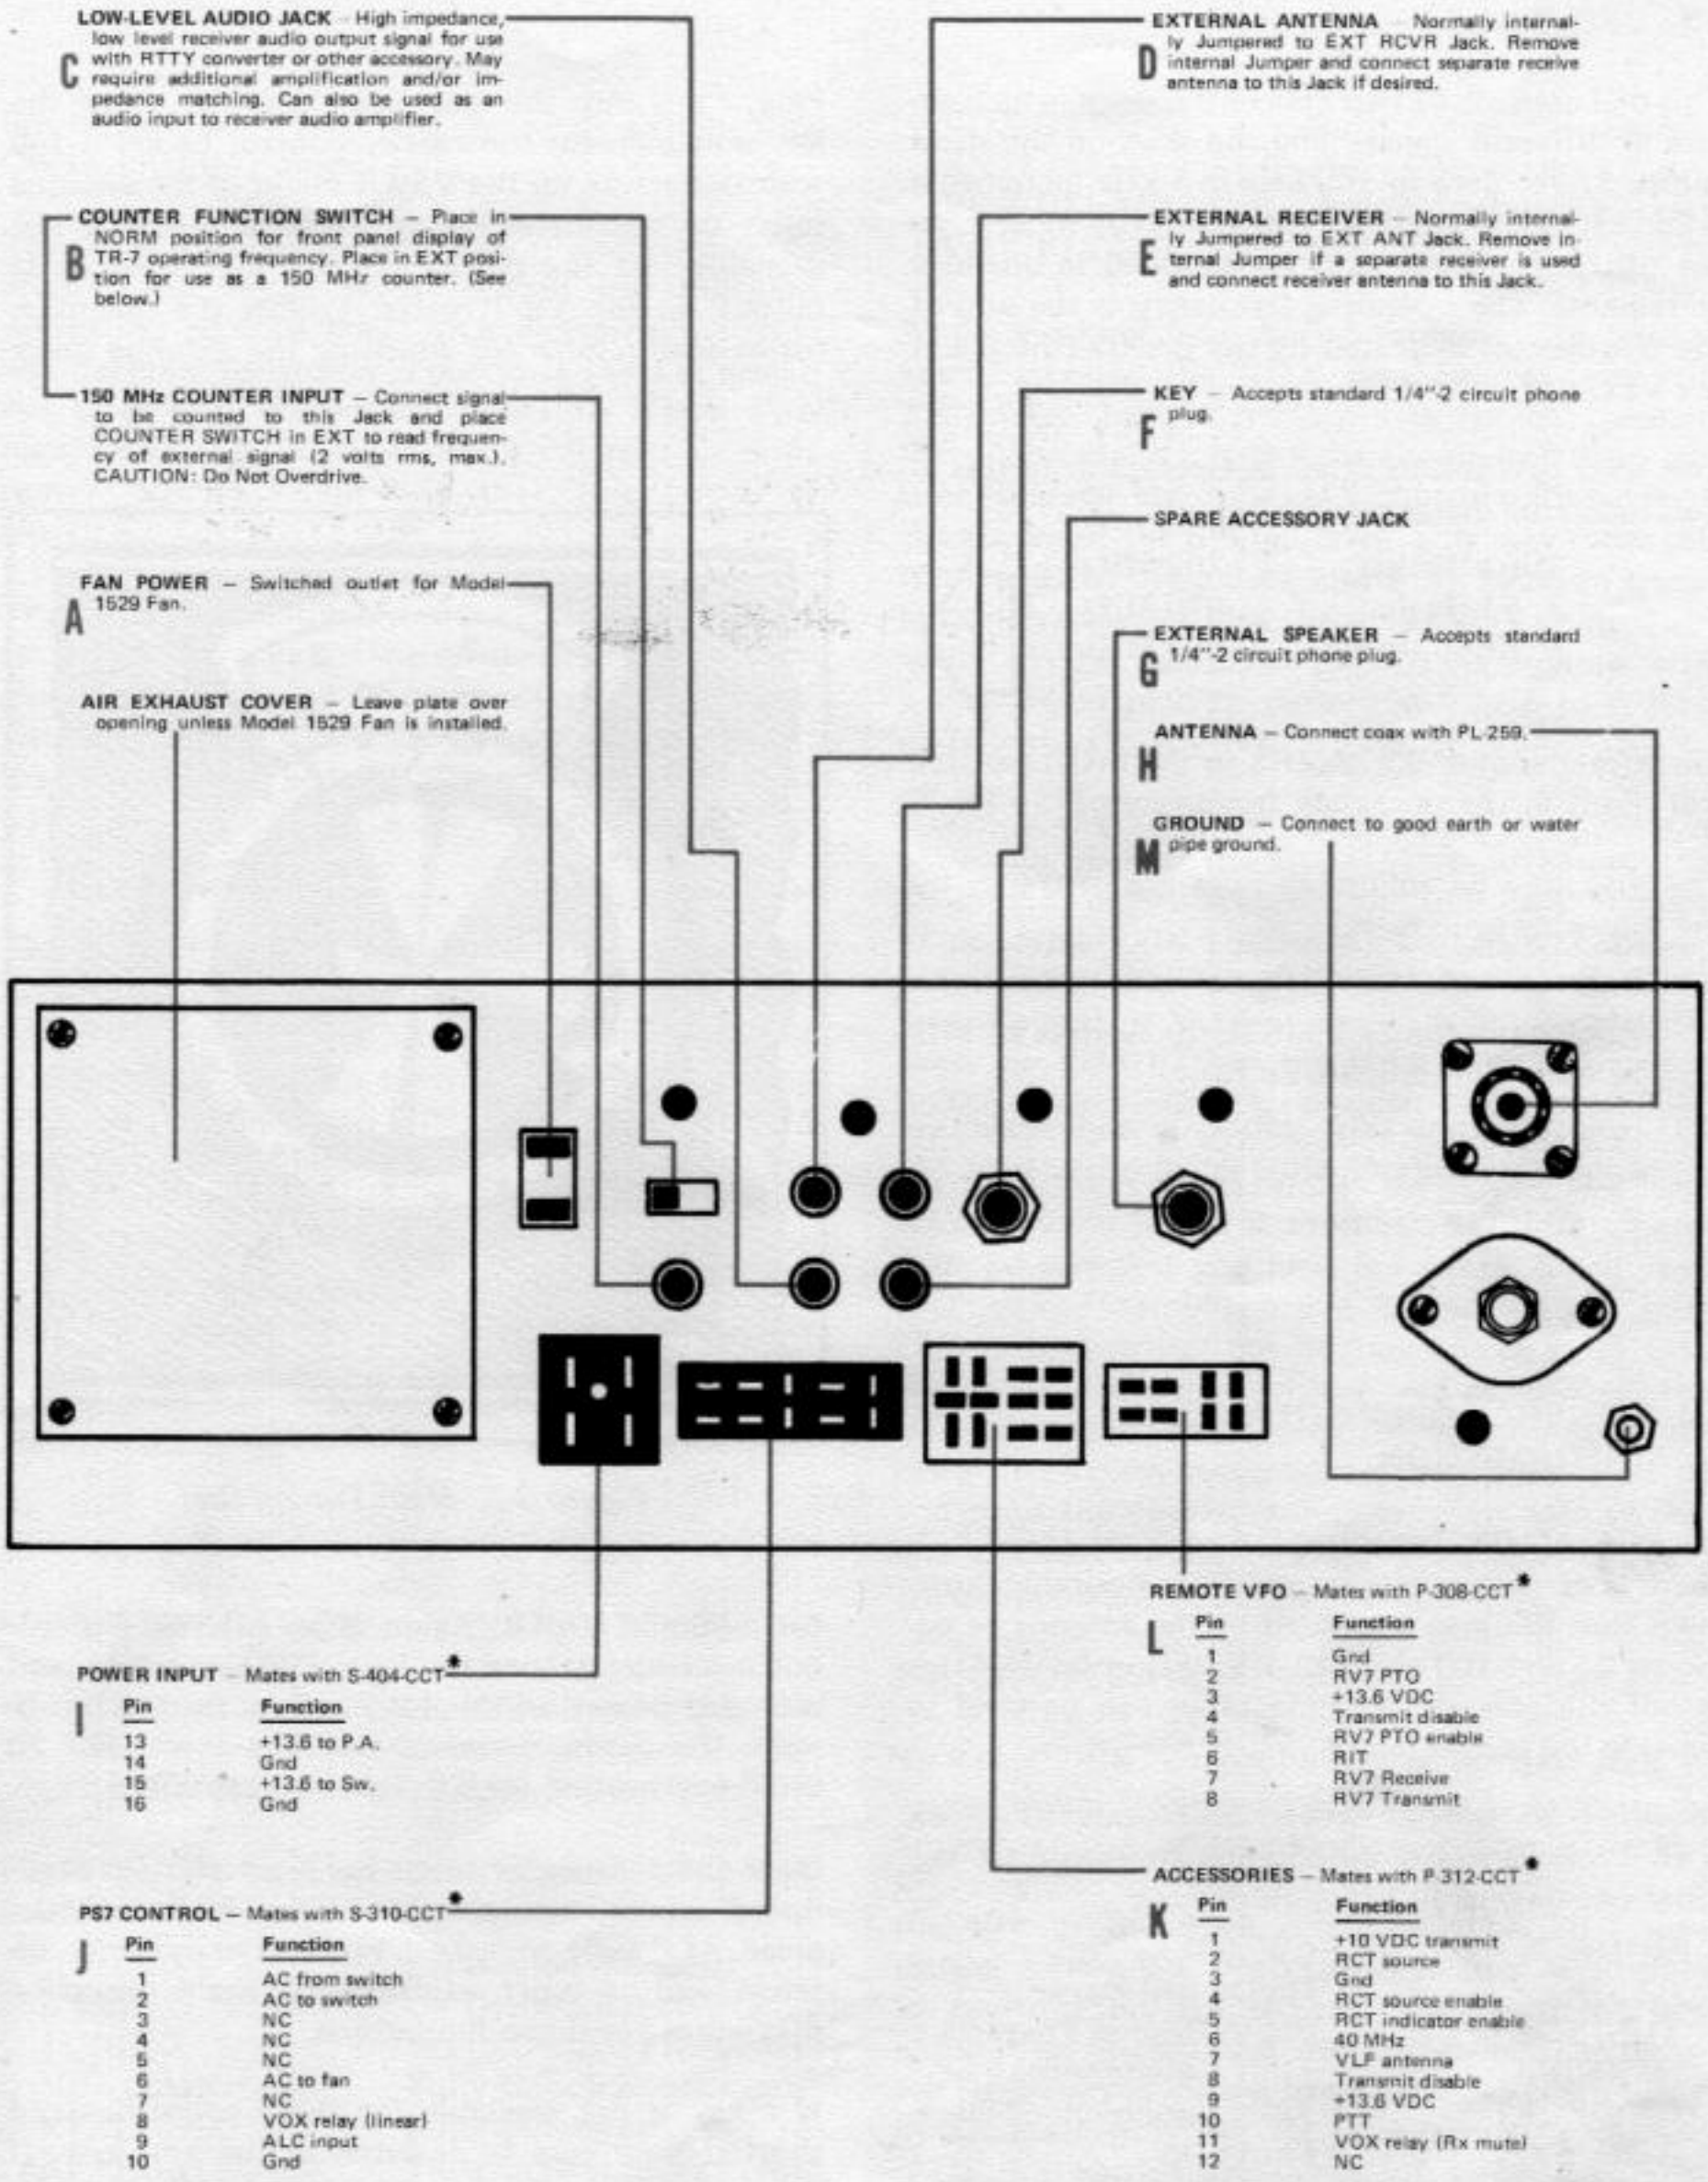 LOW-LEVEL AUDIO JACK – High impedance,
low level receiver audio output signal for use
with RTTY converter or other accessory. May
require additional amplification and/or im-
pedance matching. Can also be used as an
audio input to receiver audio amplifier.
C
COUNTER FUNCTION SWITCH – Place in
NORM position for front panel display of
TR-7 operating frequency. Place in EXT posi-
tion for use as a 150 MHz counter. (See
below.)
B
150 MHz COUNTER INPUT – Connect signal
to be counted to this Jack and place
COUNTER SWITCH in EXT to read frequen-
cy of external signal (2 volts rms, max.).
CAUTION: Do Not Overdrive.
FAN POWER – Switched outlet for Model
1529 Fan.
A
AIR EXHAUST COVER – Leave plate over
opening unless Model 1529 Fan is installed.
EXTERNAL ANTENNA – Normally internal-
ly Jumpered to EXT RCVR Jack. Remove
internal Jumper and connect separate receive
antenna to this Jack if desired.
D
EXTERNAL RECEIVER – Normally internal-
ly Jumpered to EXT ANT Jack. Remove in-
ternal Jumper if a separate receiver is used
and connect receiver antenna to this Jack.
E
KEY – Accepts standard 1/4"-2 circuit phone
plug.
F
SPARE ACCESSORY JACK
EXTERNAL SPEAKER – Accepts standard
1/4"-2 circuit phone plug.
G
ANTENNA – Connect coax with PL-259.
H
GROUND – Connect to good earth or water
pipe ground.
M
POWER INPUT – Mates with S-404-CCT*
I
Pin Function
13 +13.6 to P.A.
14 Gnd
15 +13.6 to Sw.
16 Gnd
PS7 CONTROL – Mates with S-310-CCT*
J
Pin Function
1 AC from switch
2 AC to switch
3 NC
4 NC
5 NC
6 AC to fan
7 NC
8 VOX relay (linear)
9 ALC input
10 Gnd
REMOTE VFO – Mates with P-308-CCT*
L
Pin Function
1 Gnd
2 RV7 PTO
3 +13.6 VDC
4 Transmit disable
5 RV7 PTO enable
6 RIT
7 RV7 Receive
8 RV7 Transmit
ACCESSORIES – Mates with P-312-CCT*
K
Pin Function
1 +10 VDC transmit
2 RCT source
3 Gnd
4 RCT source enable
5 RCT indicator enable
6 40 MHz
7 VLF antenna
8 Transmit disable
9 +13.6 VDC
10 PTT
11 VOX relay (Rx mute)
12 NC